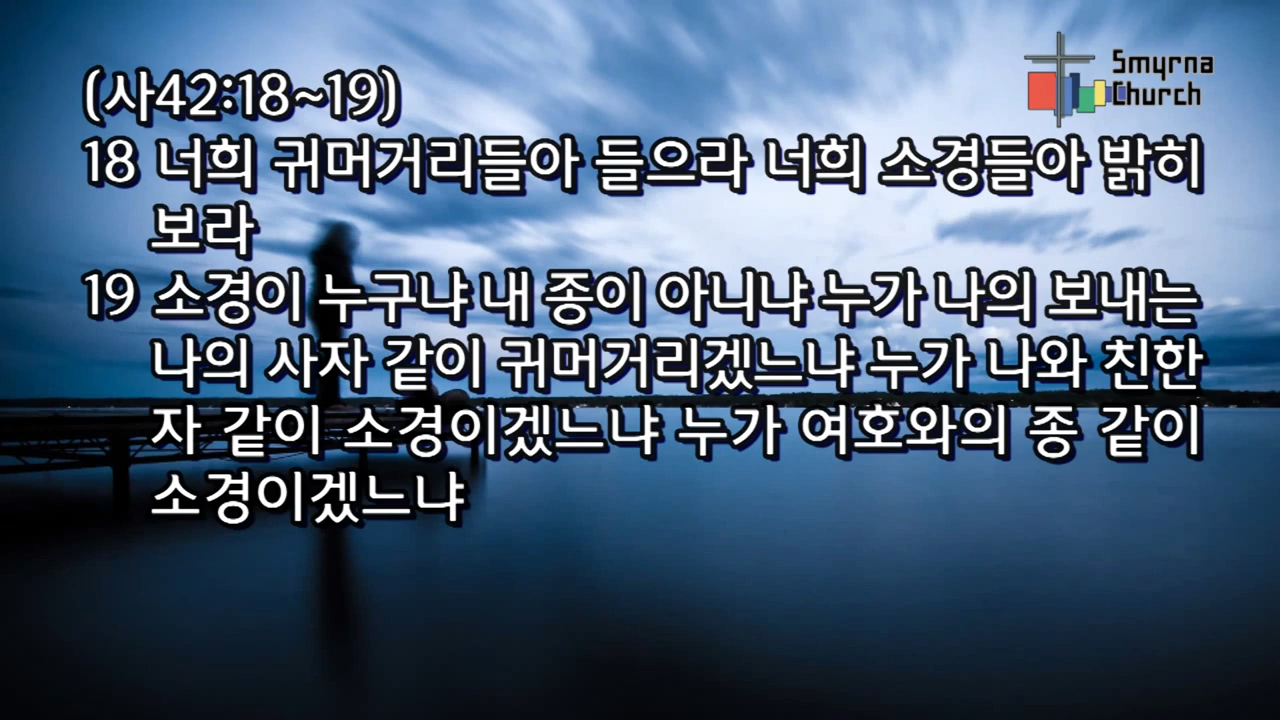 (사42:18~19)
Smyrna
Church
18 너희 귀머거리들아 들으라 너희 소경들아 밝히
보라
19 소경이 누구냐 내 종이 아니냐 누가 나의 보내는
나의 사자 같이 귀머거리겠느냐 누가 나와 친한
자 같이 소경이겠느냐 누가 여호와의 종 같이
소경이겠느냐